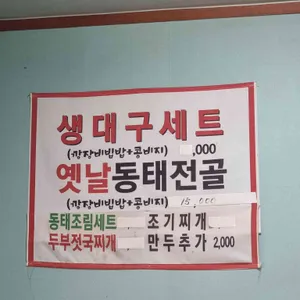 생대구세트
(깡장비빔밥+콩비지) ,000
옛날동태전골
(깡장비빔밥+콩비지) 15,000
동태조림세트 조기찌개
두부젓국찌개 만두추가 2,000